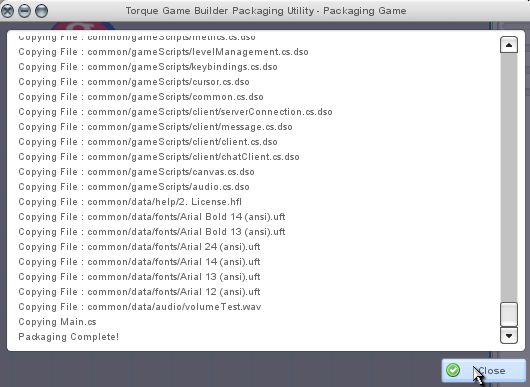 Torque Game Builder Packaging Utility - Packaging Game
Copying File : common/gameScripts/metrics.cs.dso
Copying File : common/gameScripts/levelManagement.cs.dso
Copying File : common/gameScripts/keybindings.cs.dso
Copying File : common/gameScripts/cursor.cs.dso
Copying File : common/gameScripts/common.cs.dso
Copying File : common/gameScripts/client/serverConnection.cs.dso
Copying File : common/gameScripts/client/message.cs.dso
Copying File : common/gameScripts/client/client.cs.dso
Copying File : common/gameScripts/client/chatClient.cs.dso
Copying File : common/gameScripts/canvas.cs.dso
Copying File : common/gameScripts/audio.cs.dso
Copying File : common/data/help/2. License.hfl
Copying File : common/data/fonts/Arial Bold 14 (ansi).uft
Copying File : common/data/fonts/Arial Bold 13 (ansi).uft
Copying File : common/data/fonts/Arial 24 (ansi).uft
Copying File : common/data/fonts/Arial 14 (ansi).uft
Copying File : common/data/fonts/Arial 13 (ansi).uft
Copying File : common/data/fonts/Arial 12 (ansi).uft
Copying File : common/data/audio/volumeTest.wav
Copying Main.cs
Packaging Complete!
Close